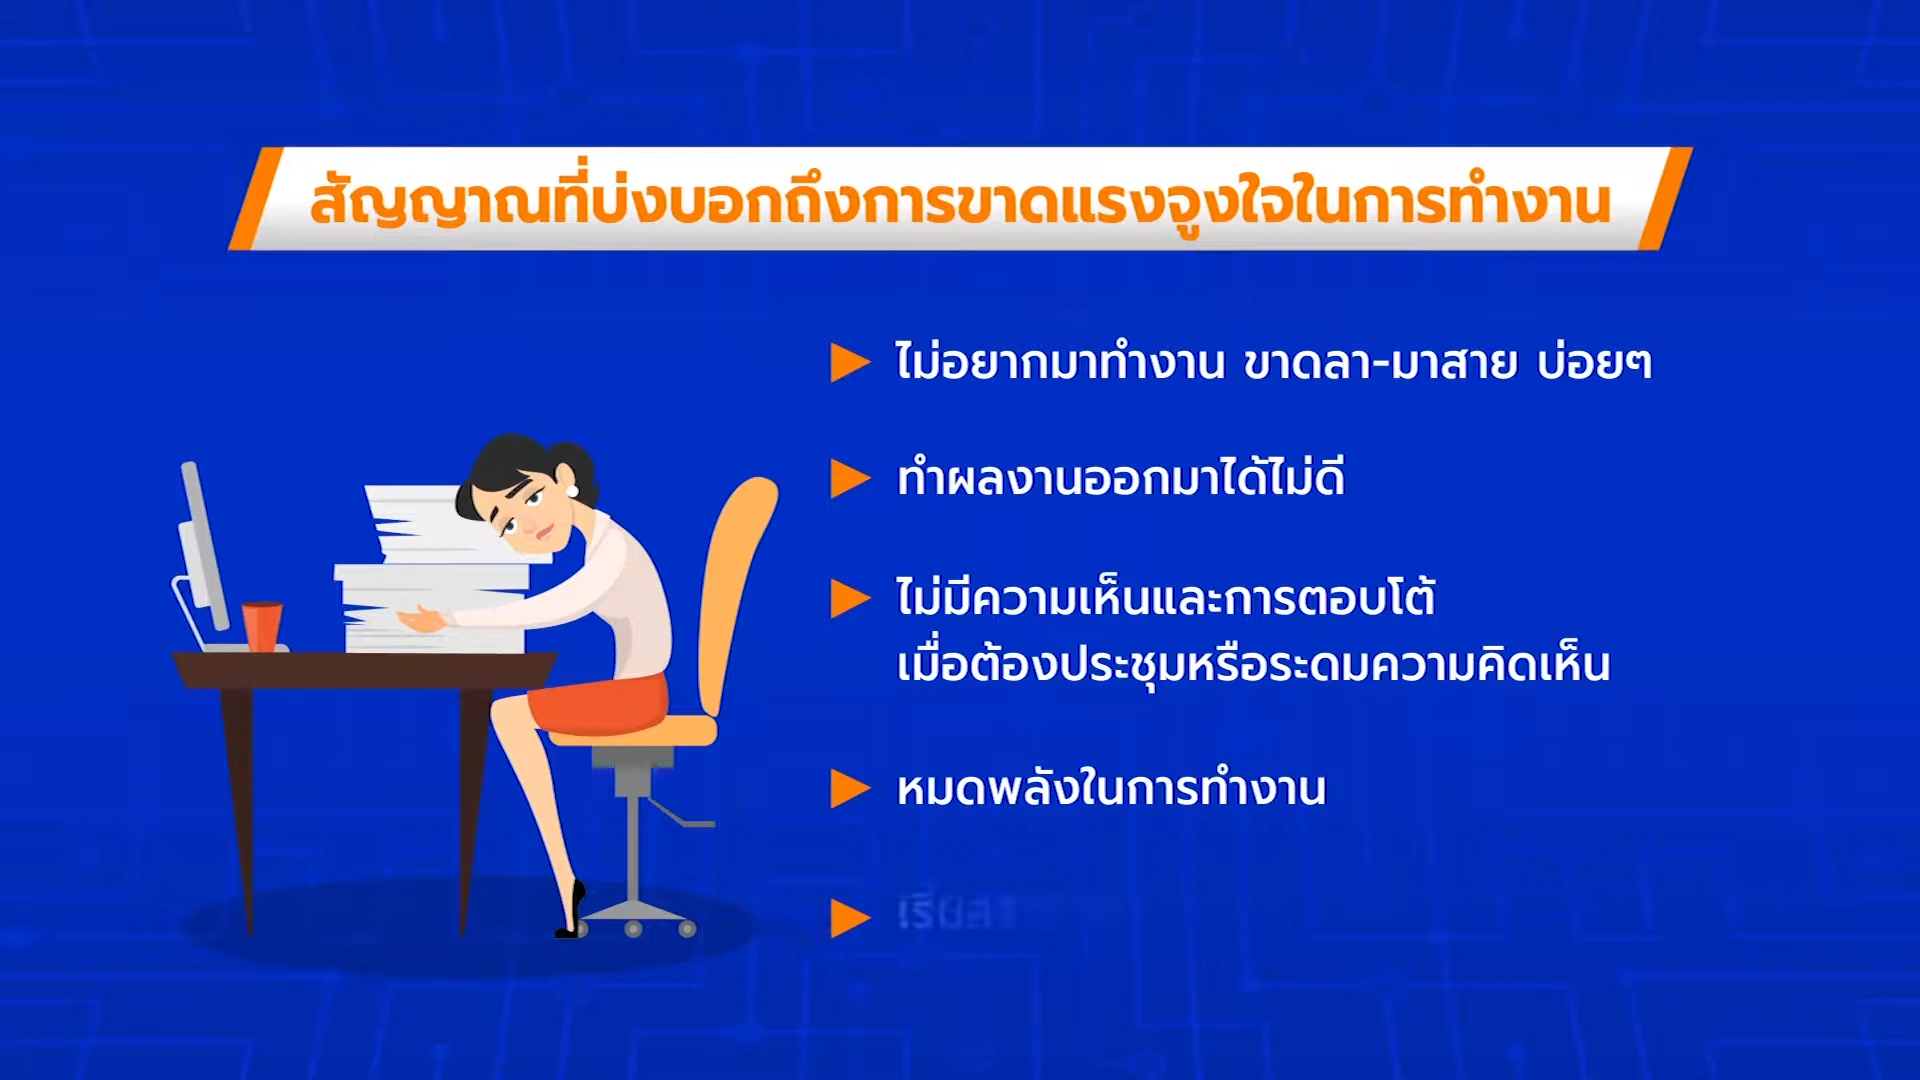 สัญญาณที่บ่งบอกถึงการขาดแรงจูงใจในการทำงาน
ไม่อยากมาทำงาน ขาดลา-มาสาย บ่อยๆ
ทำผลงานออกมาได้ไม่ดี
ไม่มีความเห็นและการตอบโต้
เมื่อต้องประชุมหรือระดมความคิดเห็น
หมดพลังในการทำงาน